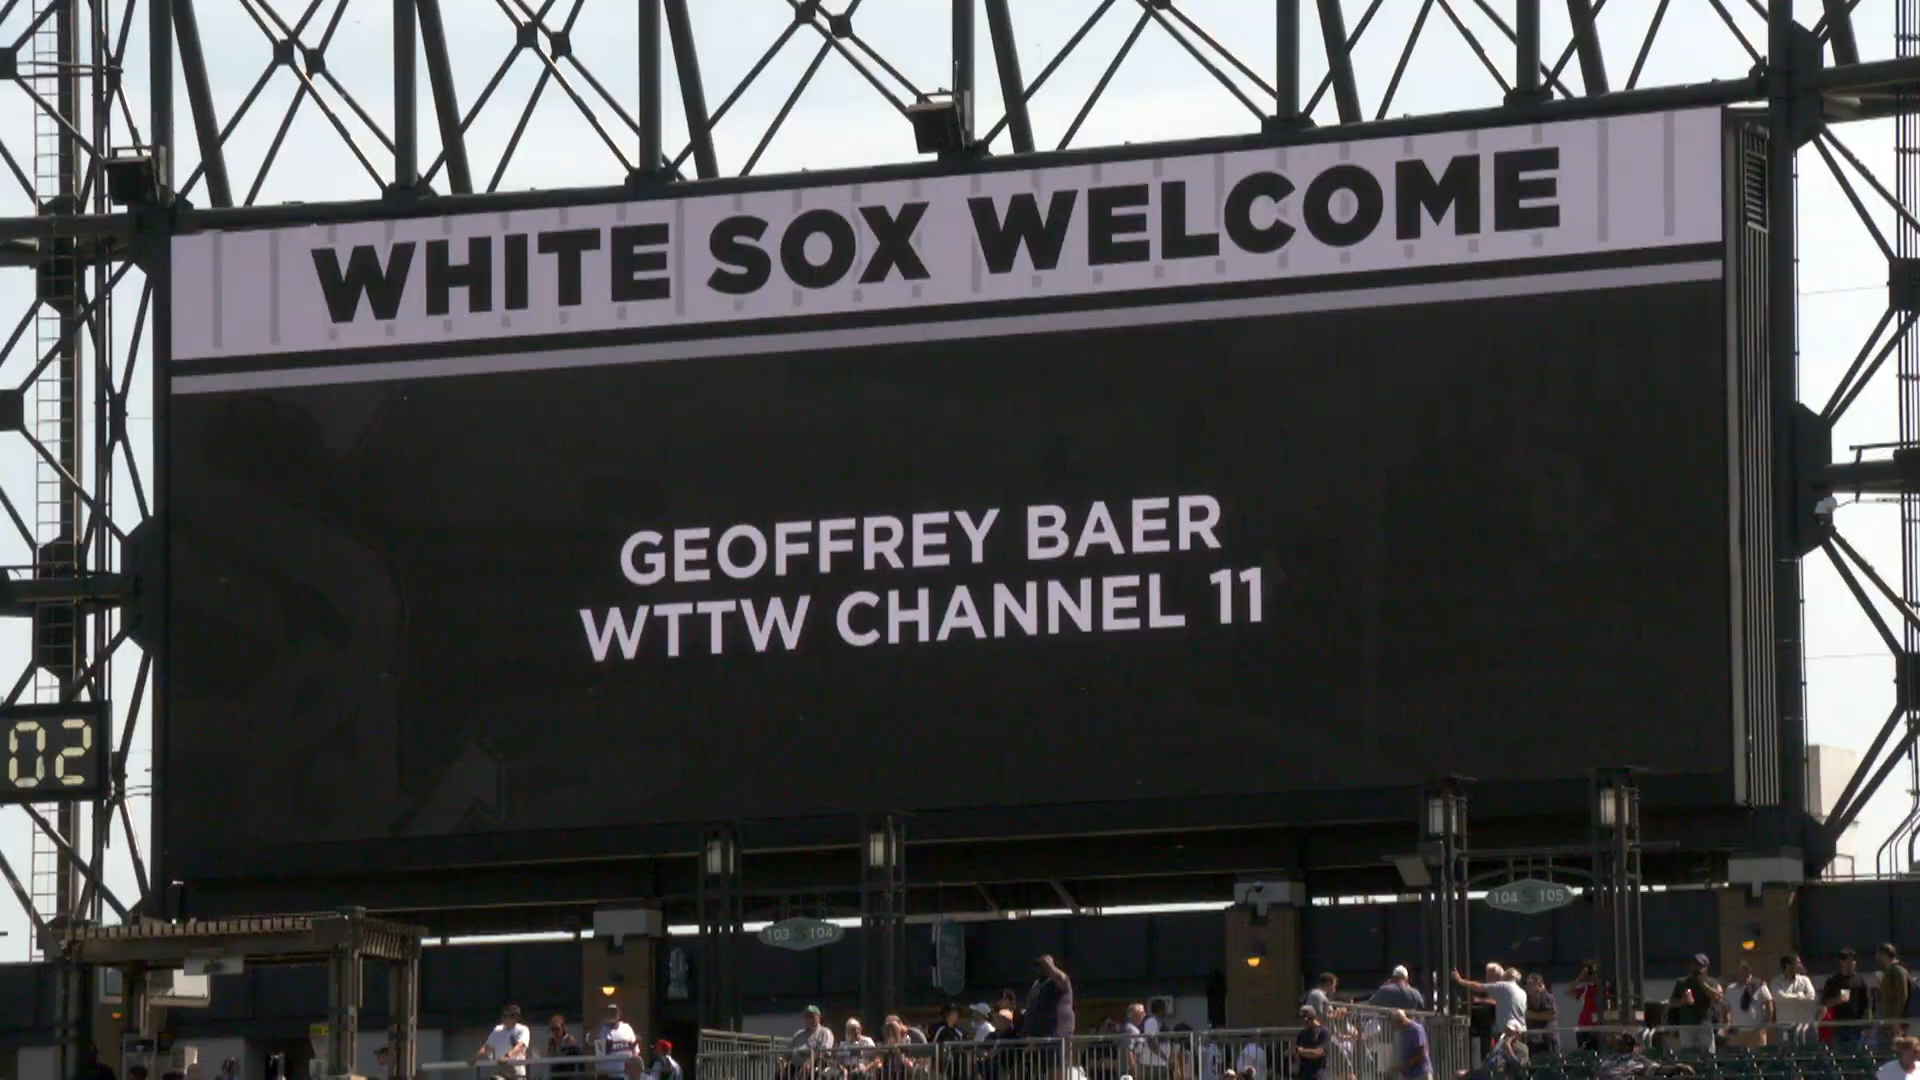 WHITE SOX WELCOME
GEOFFREY BAER
WTTW CHANNEL 11
02
103 104
104 105